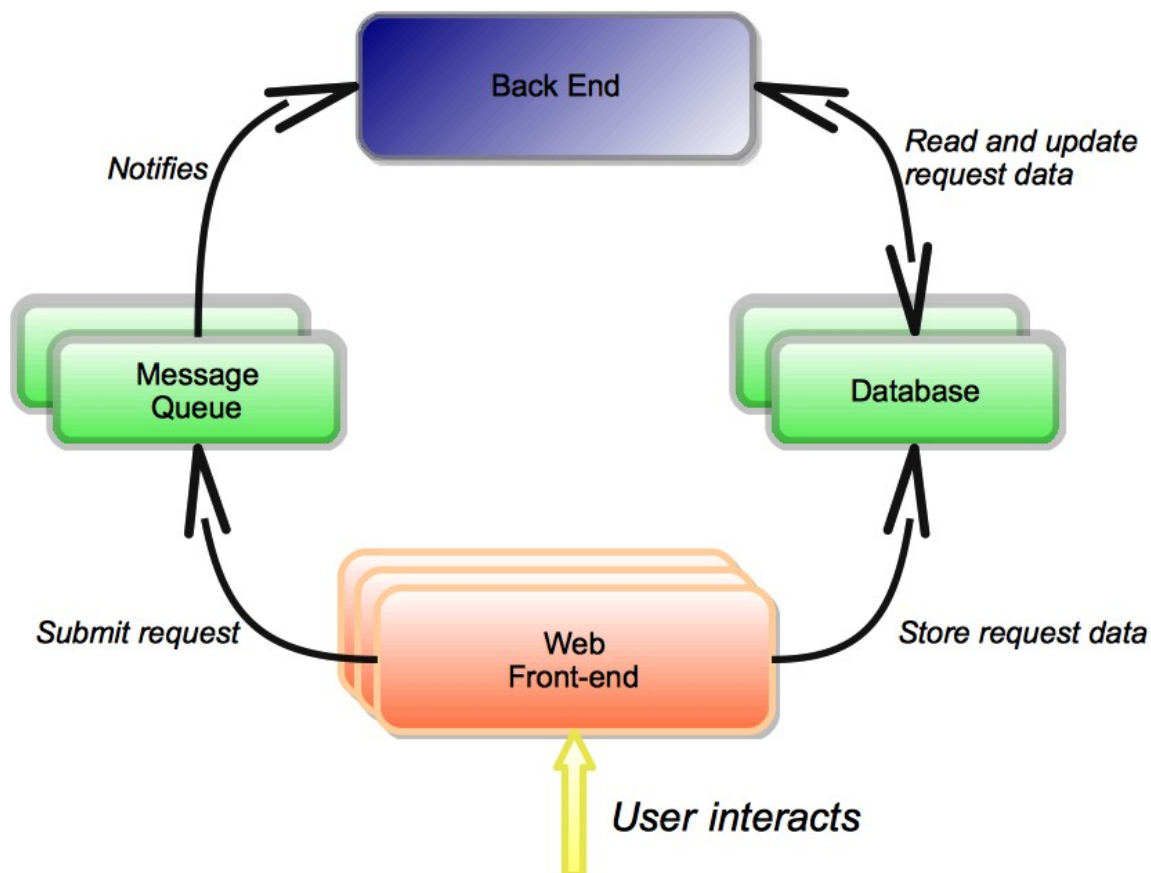 Back End
Notifies
Read and update
request data
Message
Queue
Database
Submit request
Web
Front-end
Store request data
User interacts